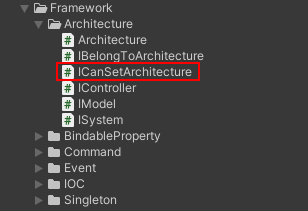 Framework
Architecture
Architecture
IBelongToArchitecture
ICanSetArchitecture
IController
IModel
ISystem
BindableProperty
Command
Event
IOC
Singleton